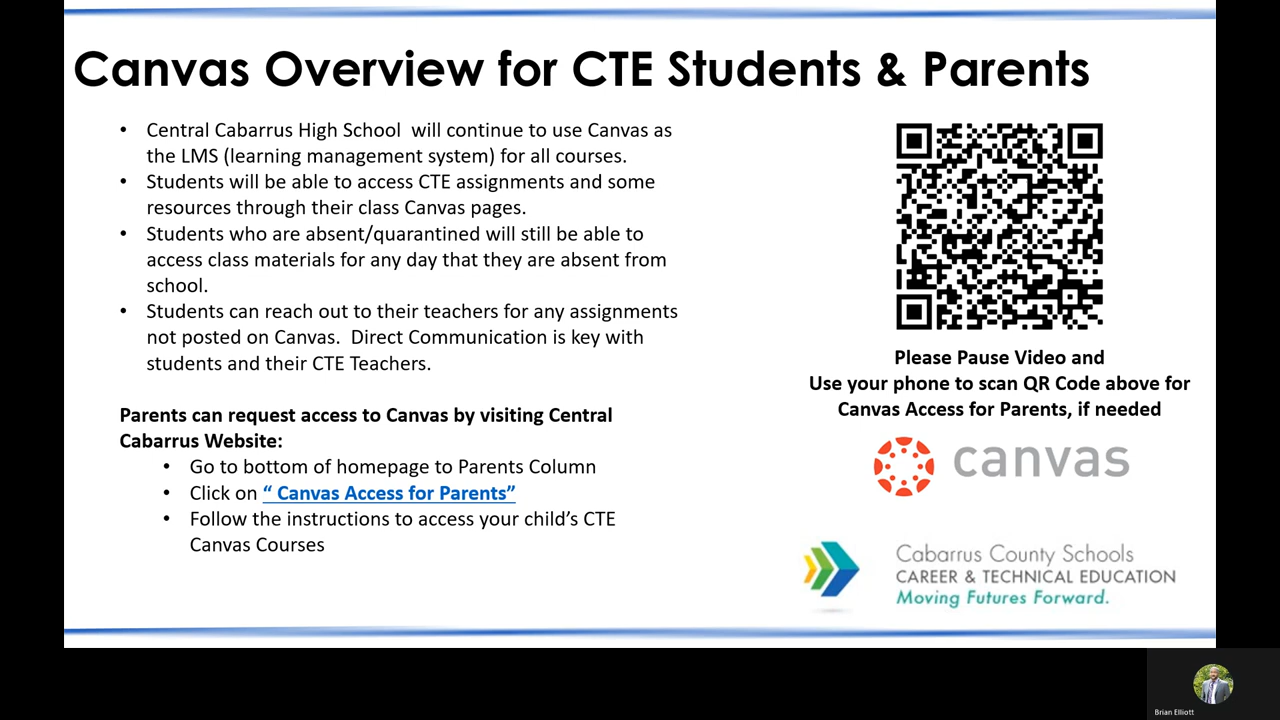 Canvas Overview for CTE Students & Parents
• Central Cabarrus High School  will continue to use Canvas as
the LMS (learning management system) for all courses.
• Students will be able to access CTE assignments and some
resources through their class Canvas pages.
• Students who are absent/quarantined will still be able to
access class materials for any day that they are absent from
school.
• Students can reach out to their teachers for any assignments
not posted on Canvas.  Direct Communication is key with
students and their CTE Teachers.
Parents can request access to Canvas by visiting Central
Cabarrus Website:
• Go to bottom of homepage to Parents Column
• Click on “ Canvas Access for Parents”
• Follow the instructions to access your child’s CTE
Canvas Courses
Please Pause Video and
Use your phone to scan QR Code above for
Canvas Access for Parents, if needed
canvas
Cabarrus County Schools
CAREER & TECHNICAL EDUCATION
Moving Futures Forward.
Brian Elliott